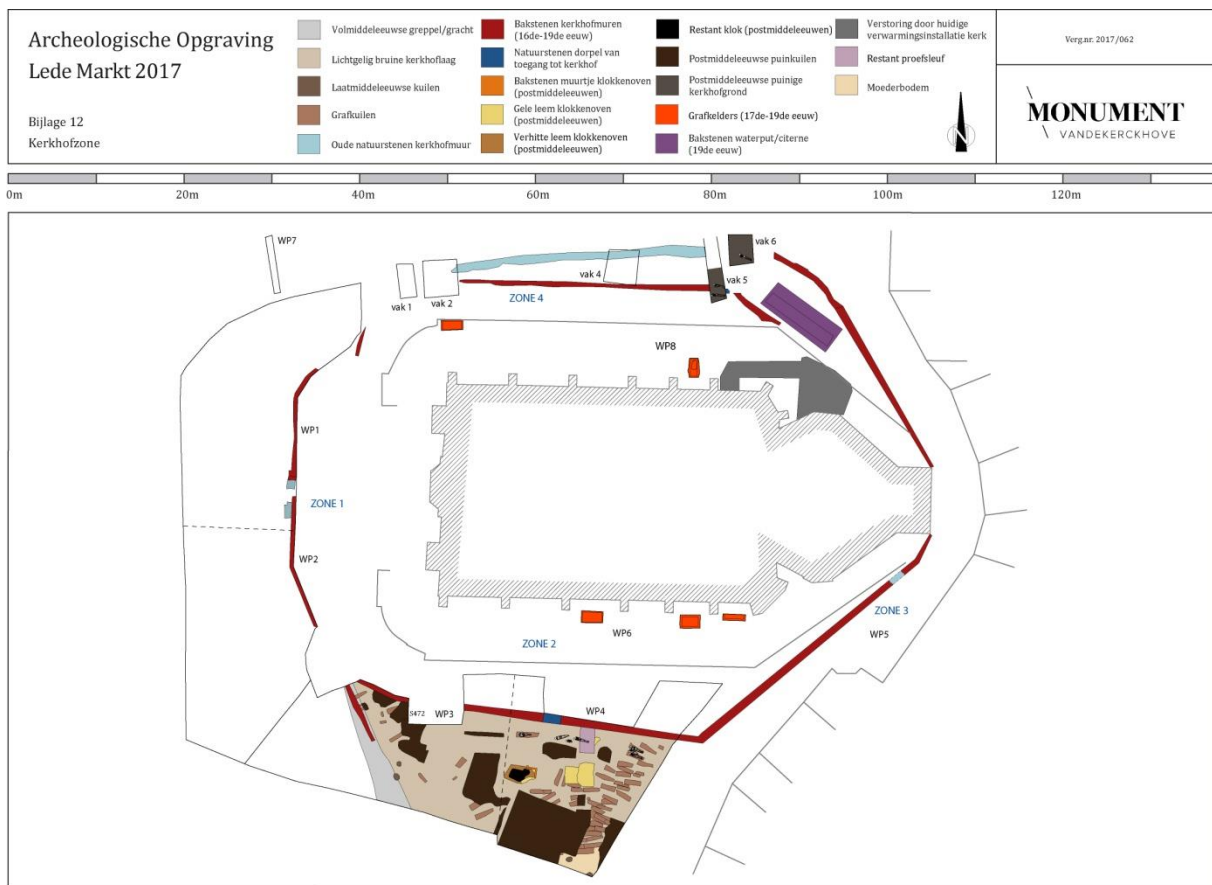 Archeologische Opgraving
Lede Markt 2017
Bijlage 12
Kerkhofzone
Volmiddeleeuwse greppel/gracht
Lichtgelig bruine kerkhoflaag
Laatmiddeleeuwse kuilen
Grafkuilen
Oude natuurstenen kerkhofmuur
Bakstenen kerkhofmuren
(16de-19de eeuw)
Natuurstenen dorpel van
toegang tot kerkhof
Bakstenen muurtje klokkenoven
(postmiddeleeuwen)
Gele leem klokkenoven
(postmiddeleeuwen)
Verhitte leem klokkenoven
(postmiddeleeuwen)
Restant klok (postmiddeleeuwen)
Postmiddeleeuwse puinkuilen
Postmiddeleeuwse puinige
kerkhofgrond
Grafkelders (17de-19de eeuw)
Bakstenen waterput/citerne
(19de eeuw)
Verstoring door huidige
verwarmingsinstallatie kerk
Restant proefsleuf
Moederbodem
N
Verg.nr. 2017/062
MONUMENT
VANDEKERCKHOVE
0m
20m
40m
60m
80m
100m
120m
WP7
vak 6
vak 4
vak 5
vak 1
vak 2
ZONE 4
WP8
WP1
ZONE 1
WP2
ZONE 3
WP6
WP5
ZONE 2
S472
WP3
WP4